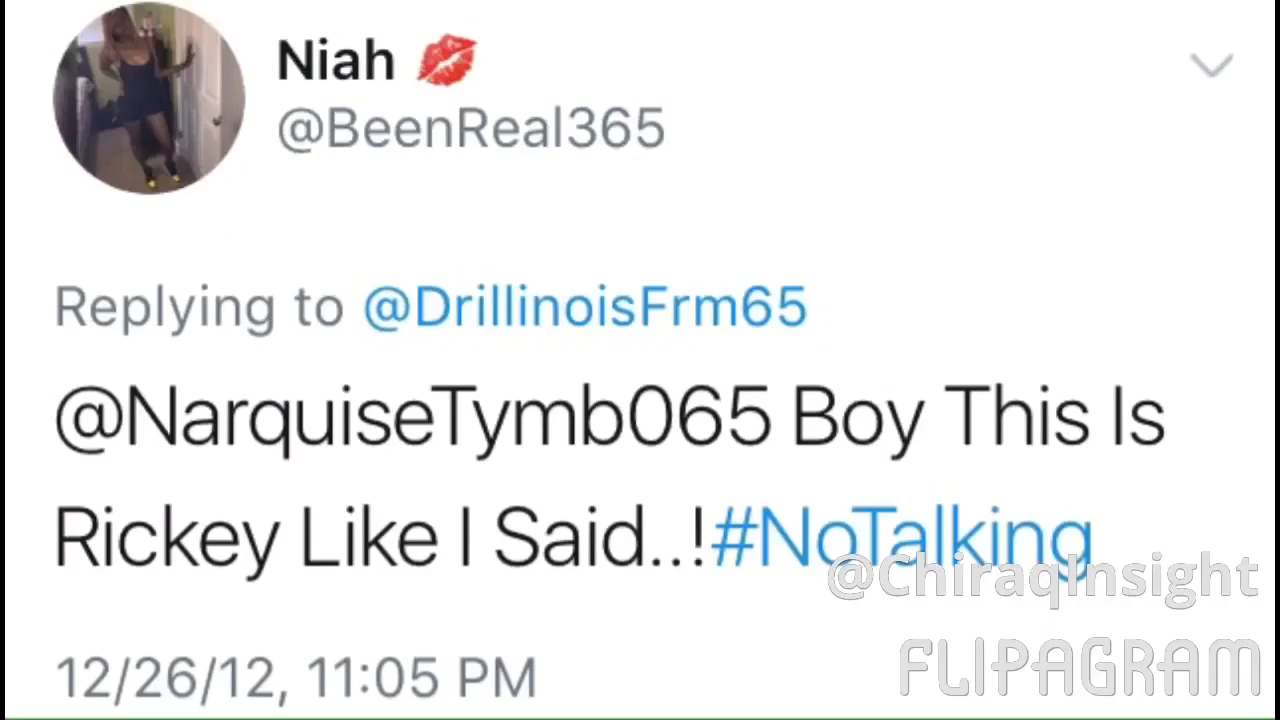 Niah 💋
@BeenReal365
Replying to @DrillinoisFrm65
@NarquiseTymb065 Boy This Is
Rickey Like I Said..!#NoTalking
@ChiraqInsight
FLIPAGRAM
12/26/12, 11:05 PM